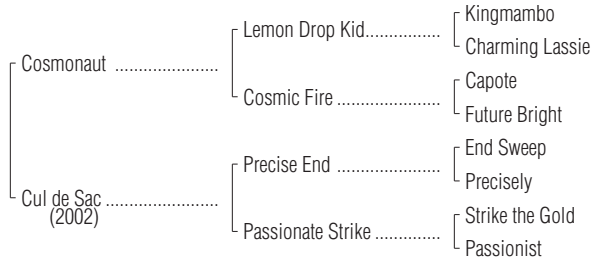 Kingmambo
Lemon Drop Kid................
Charming Lassie
Cosmonaut ......................
Capote
Cosmic Fire ......................
Future Bright
End Sweep
Precise End ......................
Precisely
Cul de Sac ........................
(2002)
Strike the Gold
Passionate Strike ..............
Passionist